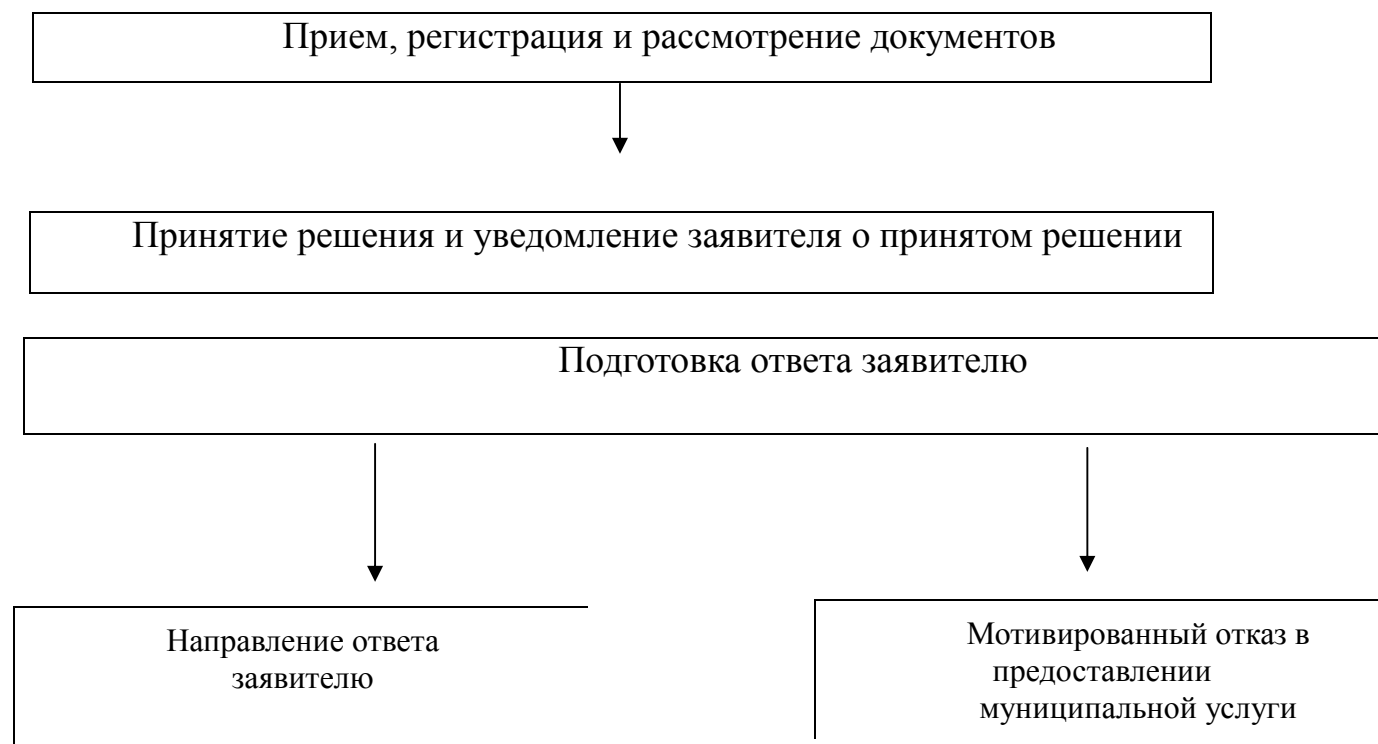 Прием, регистрация и рассмотрение документов
Принятие решения и уведомление заявителя о принятом решении
Подготовка ответа заявителю
Направление ответа
заявителю
Мотивированный отказ в
предоставлении
муниципальной услуги